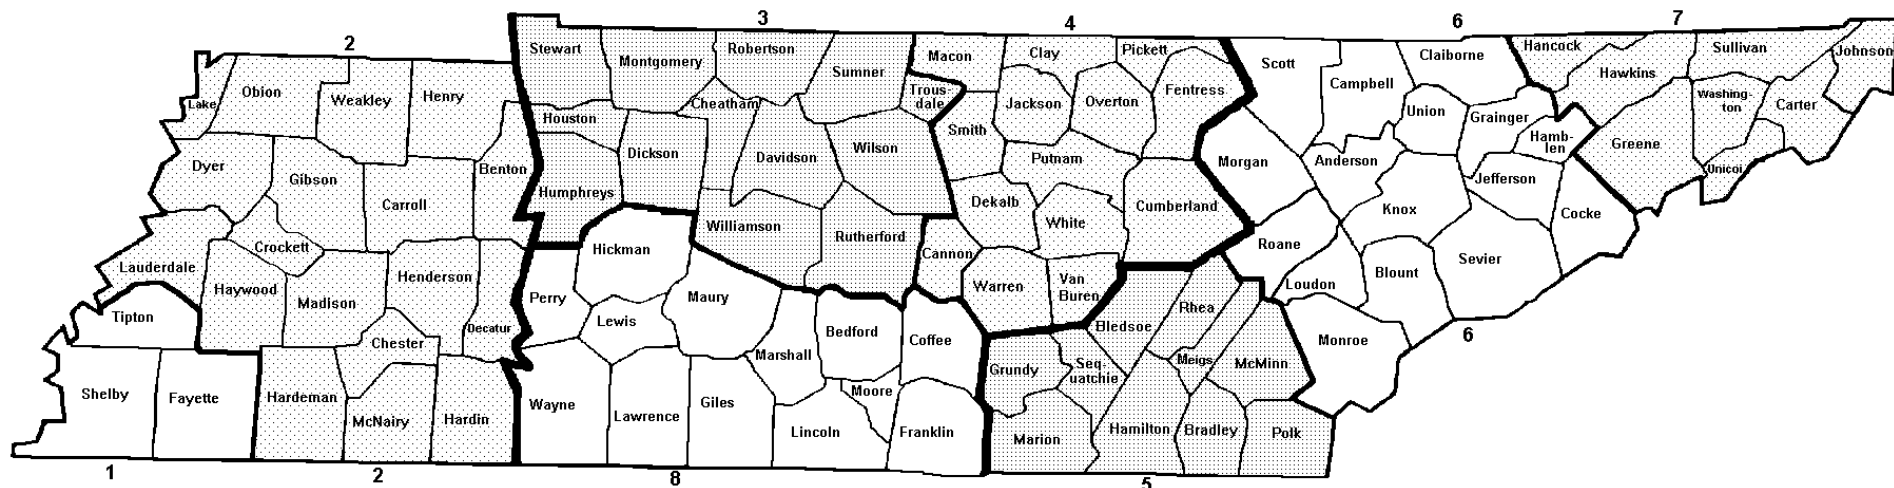 2
3
4
6
7
Stewart
Montgomery
Robertson
Sumner
Macon
Clay
Pickett
Scott
Campbell
Claiborne
Hancock
Hawkins
Sullivan
Johnson
Lake
Obion
Weakley
Henry
Houston
Cheatham
Trous-
dale
Jackson
Overton
Fentress
Union
Grainger
Hamb-
len
Washing-
ton
Carter
Dyer
Gibson
Carroll
Benton
Humphreys
Dickson
Davidson
Wilson
Smith
Putnam
Morgan
Anderson
Jefferson
Greene
Unicoi
Crockett
Williamson
Rutherford
Dekalb
White
Cumberland
Knox
Cocke
Lauderdale
Haywood
Madison
Henderson
Hickman
Cannon
Roane
Sevier
Tipton
Decatur
Perry
Lewis
Maury
Warren
Van
Buren
Rhea
Loudon
Blount
Chester
Marshall
Bedford
Coffee
Bledsoe
Meigs
McMinn
Monroe
6
Shelby
Fayette
Hardeman
McNairy
Hardin
Wayne
Lawrence
Giles
Lincoln
Moore
Franklin
Grundy
Seq-
uatchie
Marion
Hamilton
Bradley
Polk
1
2
8
5